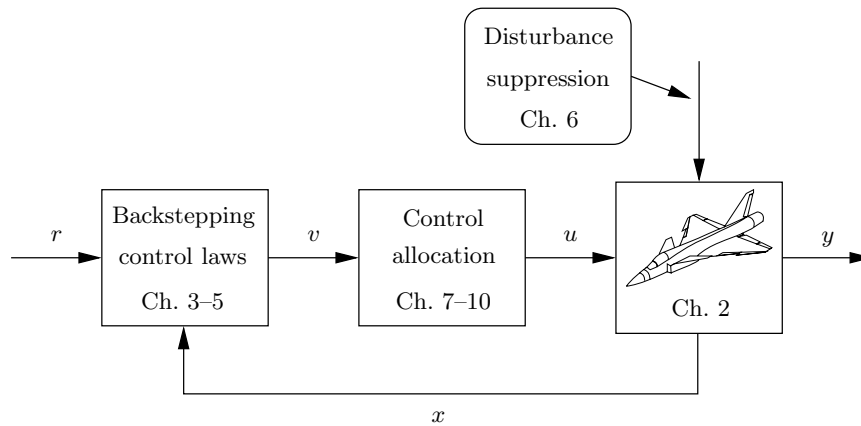 Disturbance
suppression
Ch. 6
r
Backstepping
control laws
Ch. 3–5
v
Control
allocation
Ch. 7–10
u
Ch. 2
y
x